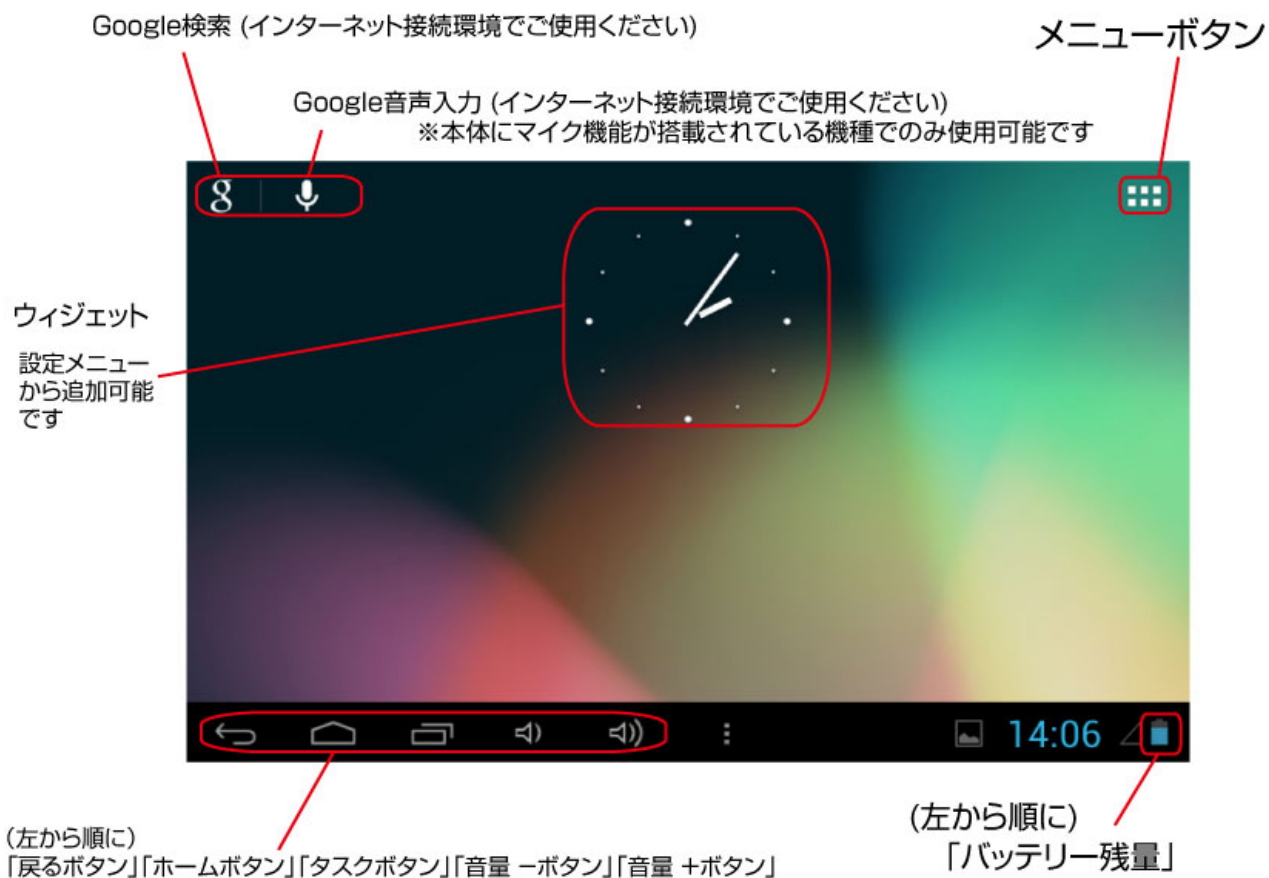 Google検索 (インターネット接続環境でご使用ください)
メニューボタン
Google音声入力 (インターネット接続環境でご使用ください)
※本体にマイク機能が搭載されている機種でのみ使用可能です
g
ウィジェット
設定メニュー
から追加可能
です
14:06
(左から順に)
「戻るボタン」「ホームボタン」「タスクボタン」「音量 −ボタン」「音量 +ボタン」
(左から順に)
「バッテリー残量」